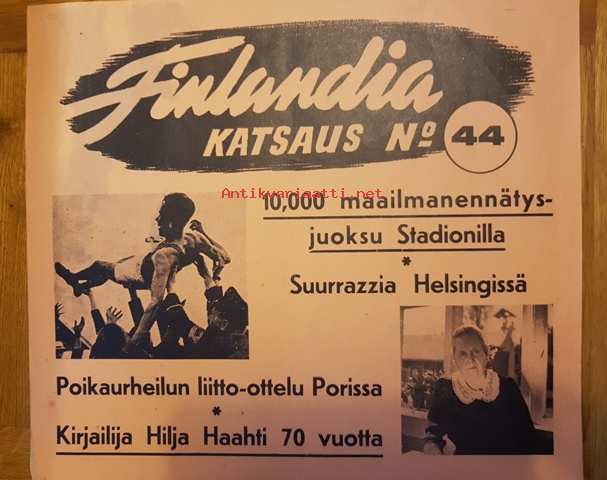 Finlandia
KATSAUS Nº 44
Antikvariaatti.net
10,000 maailmanennätys-
juoksu Stadionilla
*
Suurrazzia Helsingissä
Poikaurheilun liitto-ottelu Porissa
*
Kirjailija Hilja Haahti 70 vuotta